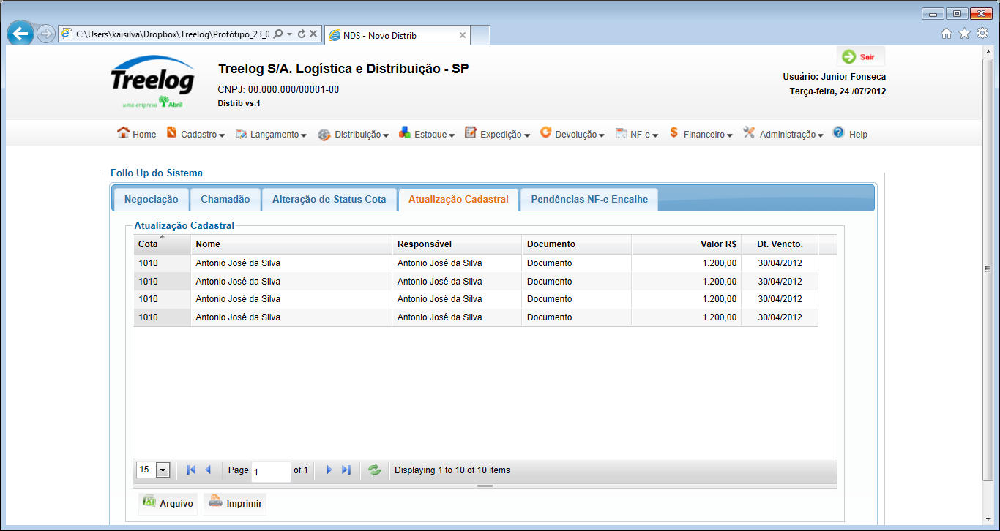 C:\Users\kaisilva\Dropbox\Treelog\Protótipo_23_0
NDS - Novo Distrib
Treelog
uma empresa Abril
Treelog S/A. Logística e Distribuição - SP
CNPJ: 00.000.000/00001-00
Distrib vs.1
Sair
Usuário: Junior Fonseca
Terça-feira, 24 /07/2012
Home Cadastro Lançamento Distribuição Estoque Expedição Devolução NF-e Financeiro Administração Help
Follo Up do Sistema
Negociação Chamadão Alteração de Status Cota Atualização Cadastral Pendências NF-e Encalhe
Atualização Cadastral
Cota Nome Responsável Documento Valor R$ Dt. Vencto.
1010 Antonio José da Silva Antonio José da Silva Documento 1.200,00 30/04/2012
1010 Antonio José da Silva Antonio José da Silva Documento 1.200,00 30/04/2012
1010 Antonio José da Silva Antonio José da Silva Documento 1.200,00 30/04/2012
1010 Antonio José da Silva Antonio José da Silva Documento 1.200,00 30/04/2012
15 Page 1 of 1 Displaying 1 to 10 of 10 items
Arquivo Imprimir